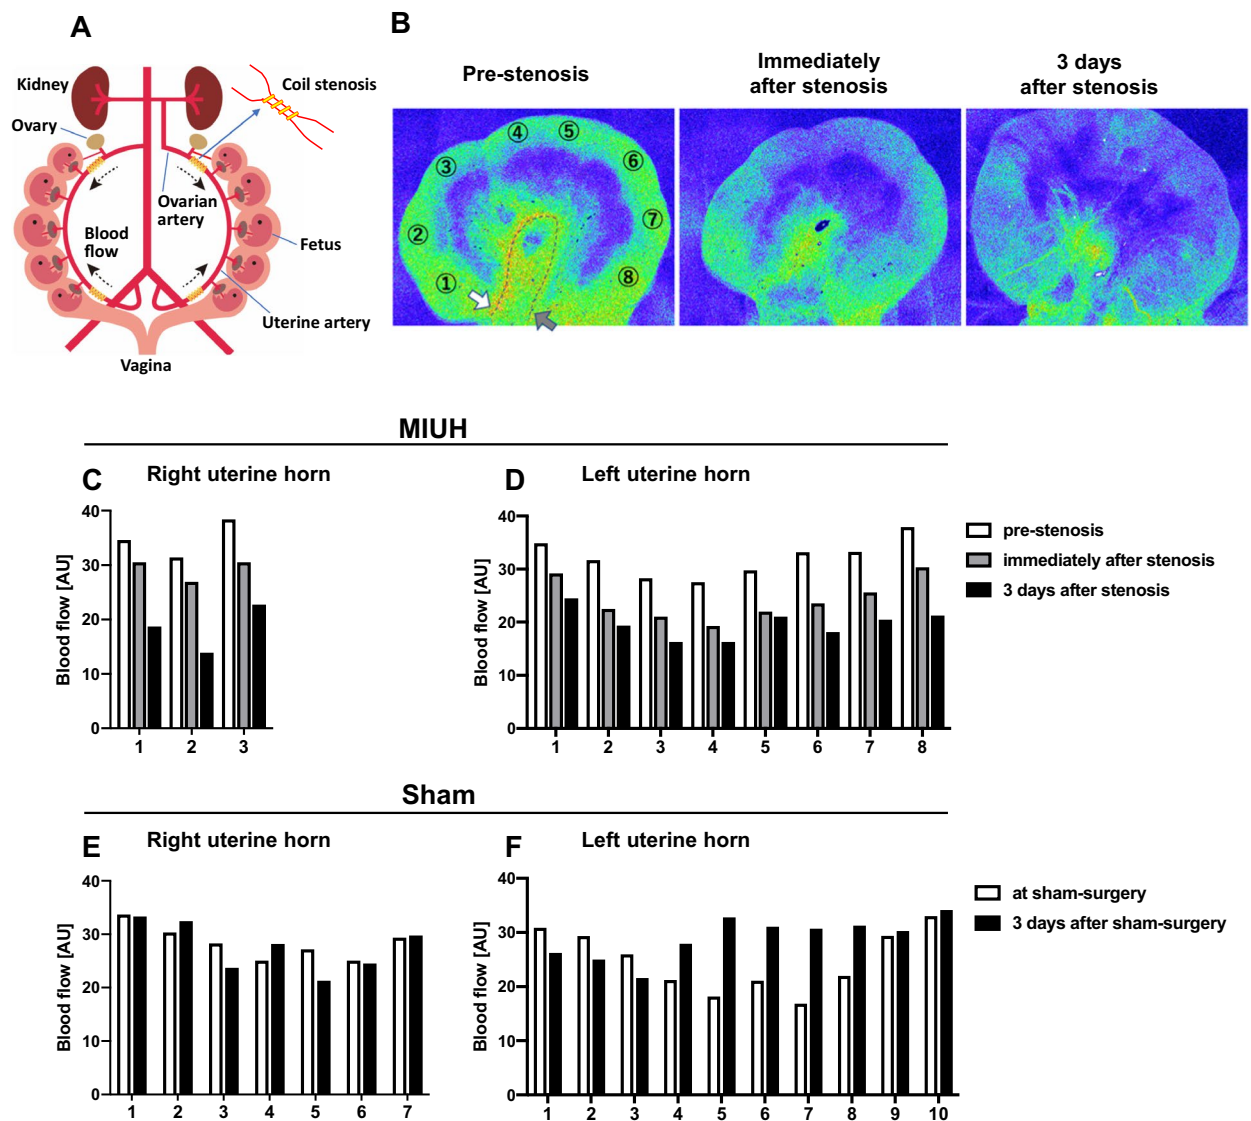 A
Kidney
Coil stenosis
Ovary
Ovarian
artery
Blood
flow
Fetus
Uterine artery
Vagina
B
Pre-stenosis
Immediately
after stenosis
3 days
after stenosis
④ ⑤
③ ⑥
② ⑦
① ⑧
MIUH
C Right uterine horn
Blood flow [AU]
40
30
20
10
0
1 2 3
D Left uterine horn
Blood flow [AU]
40
30
20
10
0
1 2 3 4 5 6 7 8
pre-stenosis
immediately after stenosis
3 days after stenosis
Sham
E Right uterine horn
Blood flow [AU]
40
30
20
10
0
1 2 3 4 5 6 7
F Left uterine horn
Blood flow [AU]
40
30
20
10
0
1 2 3 4 5 6 7 8 9 10
at sham-surgery
3 days after sham-surgery